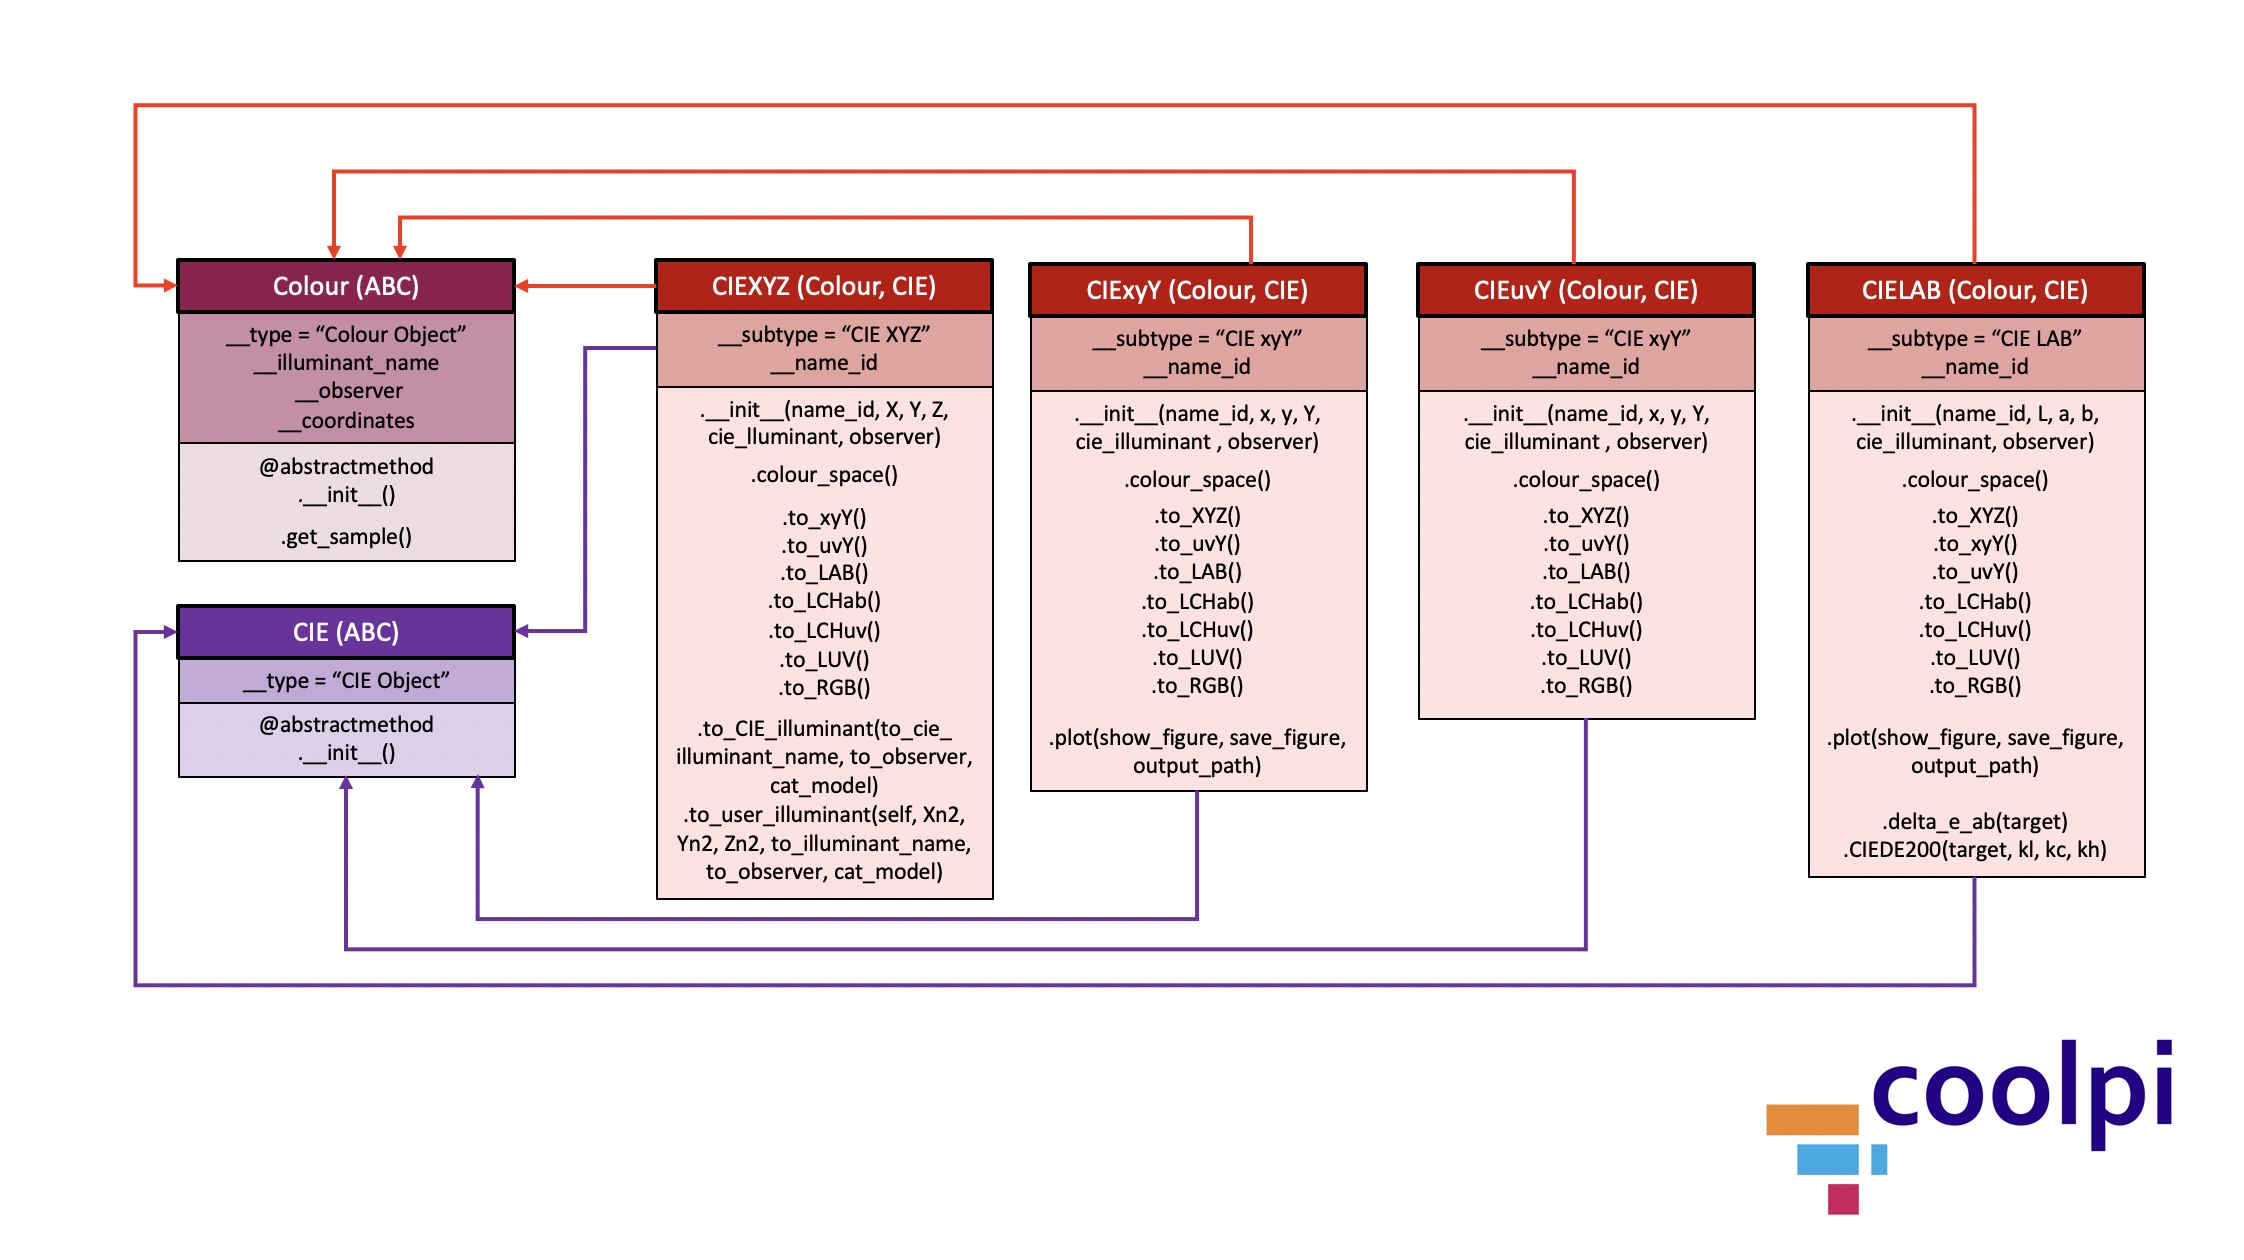 Colour (ABC)
__type = “Colour Object”
__illuminant_name
__observer
__coordinates
@abstractmethod
.__init__()
.get_sample()
CIE (ABC)
__type = “CIE Object”
@abstractmethod
.__init__()
CIEXYZ (Colour, CIE)
__subtype = “CIE XYZ”
__name_id
.__init__(name_id, X, Y, Z,
cie_lluminant, observer)
.colour_space()
.to_xyY()
.to_uvY()
.to_LAB()
.to_LCHab()
.to_LCHuv()
.to_LUV()
.to_RGB()
.to_CIE_illuminant(to_cie_
illuminant_name, to_observer,
cat_model)
.to_user_illuminant(self, Xn2,
Yn2, Zn2, to_illuminant_name,
to_observer, cat_model)
CIExyY (Colour, CIE)
__subtype = “CIE xyY”
__name_id
.__init__(name_id, x, y, Y,
cie_illuminant , observer)
.colour_space()
.to_XYZ()
.to_uvY()
.to_LAB()
.to_LCHab()
.to_LCHuv()
.to_LUV()
.to_RGB()
.plot(show_figure, save_figure,
output_path)
CIEuvY (Colour, CIE)
__subtype = “CIE xyY”
__name_id
.__init__(name_id, x, y, Y,
cie_illuminant , observer)
.colour_space()
.to_XYZ()
.to_uvY()
.to_LAB()
.to_LCHab()
.to_LCHuv()
.to_LUV()
.to_RGB()
CIELAB (Colour, CIE)
__subtype = “CIE LAB”
__name_id
.__init__(name_id, L, a, b,
cie_illuminant, observer)
.colour_space()
.to_XYZ()
.to_xyY()
.to_uvY()
.to_LCHab()
.to_LCHuv()
.to_LUV()
.to_RGB()
.plot(show_figure, save_figure,
output_path)
.delta_e_ab(target)
.CIEDE200(target, kl, kc, kh)
coolpi